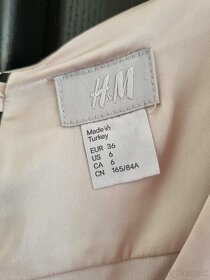 H&M
Made in
Turkey
EUR 36
US 6
CA 6
CN 165/84A